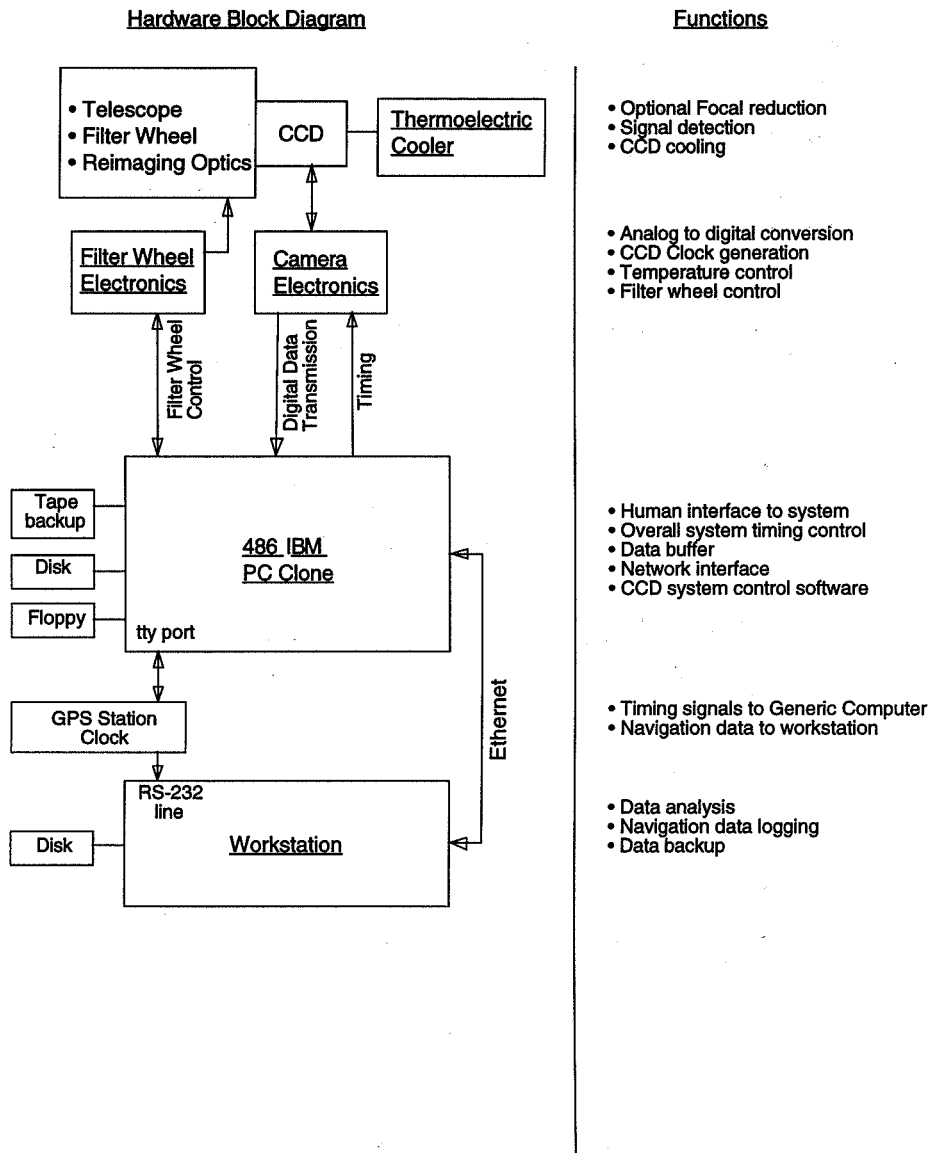 Hardware Block Diagram
Functions
• Telescope
• Filter Wheel
• Reimaging Optics
CCD
Thermoelectric
Cooler
• Optional Focal reduction
• Signal detection
• CCD cooling
Filter Wheel
Electronics
Camera
Electronics
• Analog to digital conversion
• CCD Clock generation
• Temperature control
• Filter wheel control
Filter Wheel
Control
Digital Data
Transmission
Timing
Tape
backup
Disk
Floppy
486 IBM
PC Clone
tty port
• Human interface to system
• Overall system timing control
• Data buffer
• Network interface
• CCD system control software
Ethernet
GPS Station
Clock
• Timing signals to Generic Computer
• Navigation data to workstation
RS-232
line
Workstation
Disk
• Data analysis
• Navigation data logging
• Data backup